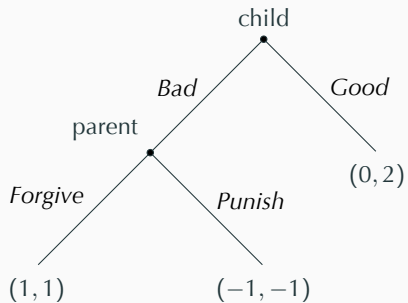 child
Bad
Good
parent
(0, 2)
Forgive
Punish
(1, 1)
(−1, −1)